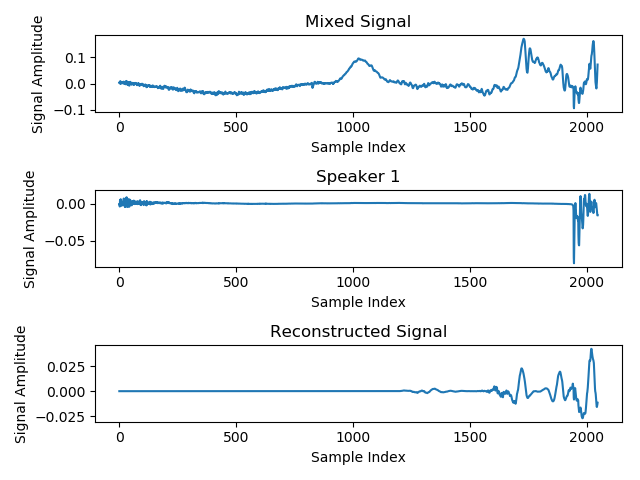 Mixed Signal
Signal Amplitude
0.1
0.0
−0.1
0 500 1000 1500 2000
Sample Index
Speaker 1
Signal Amplitude
0.00
−0.05
0 500 1000 1500 2000
Sample Index
Reconstructed Signal
Signal Amplitude
0.025
0.000
−0.025
0 500 1000 1500 2000
Sample Index